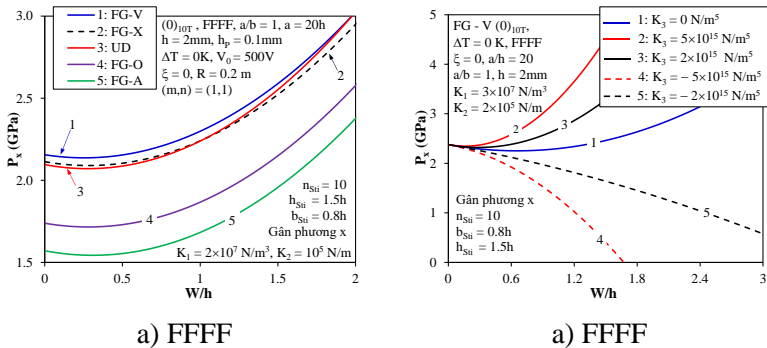 1: FG-V
2: FG-X
3: UD
4: FG-O
5: FG-A
(0)₁₀T , FFFF, a/b = 1, a = 20h
h = 2mm, hP = 0.1mm
ΔT = 0K, V₀ = 500V
ξ = 0, R = 0.2 m
(m,n) = (1,1)
1
2
3
4
5
nSti = 10
hSti = 1.5h
bSti = 0.8h
Gân phương x
K₁ = 2×10⁷ N/m³, K₂ = 10⁵ N/m
Pₓ (GPa)
3.0
2.5
2.0
1.5
0
0.5
1
1.5
2
W/h
a) FFFF
FG - V (0)₁₀T,
ΔT = 0 K, FFFF
ξ = 0, a/h = 20
a/b = 1, h = 2mm
K₁ = 3×10⁷ N/m³
K₂ = 2×10⁵ N/m
1: K₃ = 0 N/m⁵
2: K₃ = 5×10¹⁵ N/m⁵
3: K₃ = 2×10¹⁵ N/m⁵
4: K₃ = − 5×10¹⁵ N/m⁵
5: K₃ = − 2×10¹⁵ N/m⁵
2
3
1
5
4
Gân phương x
nSti = 10
bSti = 0.8h
hSti = 1.5h
Pₓ (GPa)
5
4
3
2
1
0
0
0.6
1.2
1.8
2.4
3
W/h
a) FFFF